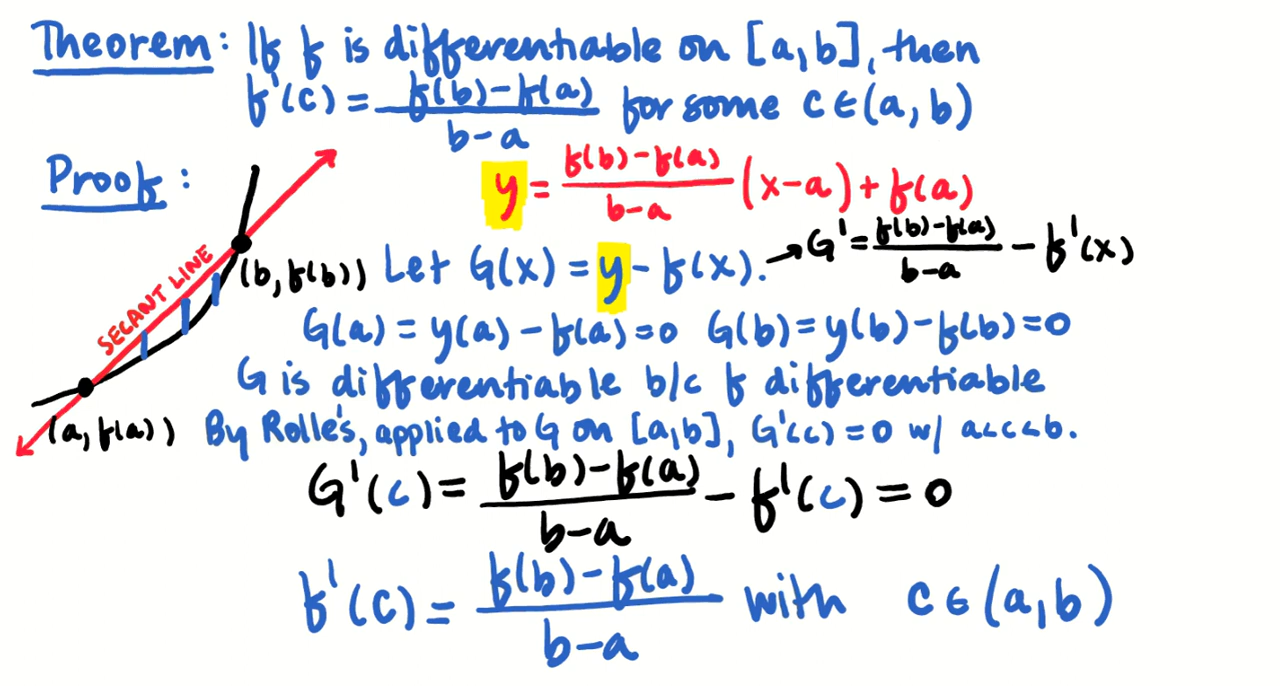 Theorem: If f is differentiable on [a,b], then
f'(c) = f(b)-f(a) / b-a for some c∈(a,b)
Proof:
y = f(b)-f(a) / b-a (x-a) + f(a)
SECANT LINE
(b, f(b))
(a, f(a))
Let G(x) = y - f(x). → G' = f(b)-f(a) / b-a - f'(x)
G(a) = y(a) - f(a) = 0 G(b) = y(b) - f(b) = 0
G is differentiable b/c f differentiable
By Rolle's, applied to G on [a,b], G'(c) = 0 w/ a<c<b.
G'(c) = f(b)-f(a) / b-a - f'(c) = 0
f'(c) = f(b)-f(a) / b-a with c∈(a,b)